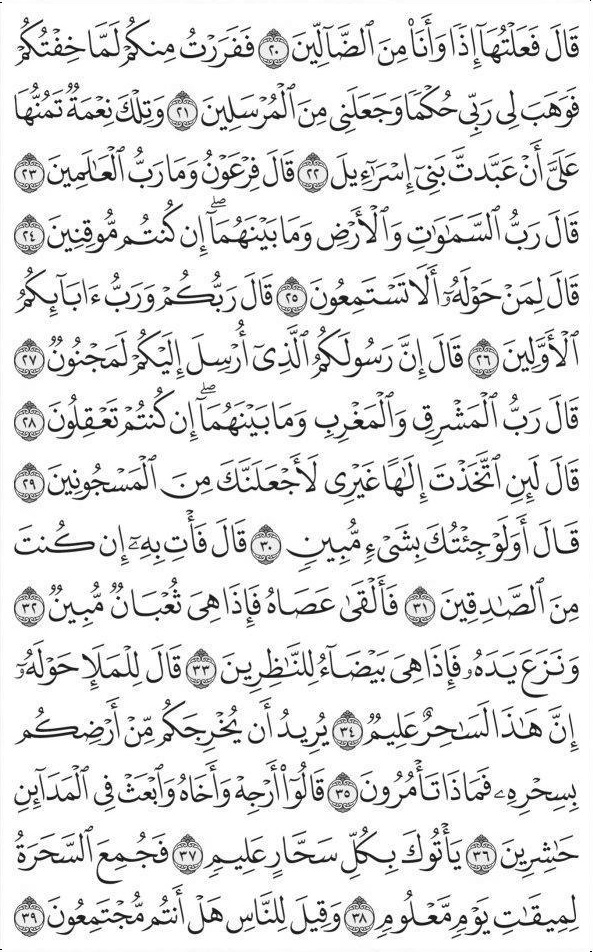 قَالَ فَعَلْتُهَآ إِذًا وَأَنَا۠ مِنَ ٱلضَّآلِّينَ ٢٠ فَفَرَرْتُ مِنكُمْ لَمَّا خِفْتُكُمْ
فَوَهَبَ لِى رَبِّى حُكْمًا وَجَعَلَنِى مِنَ ٱلْمُرْسَلِينَ ٢١ وَتِلْكَ نِعْمَةٌ تَمُنُّهَا
عَلَىَّ أَنْ عَبَّدتَّ بَنِىٓ إِسْرَٰٓءِيلَ ٢٢ قَالَ فِرْعَوْنُ وَمَا رَبُّ ٱلْعَٰلَمِينَ ٢٣
قَالَ رَبُّ ٱلسَّمَٰوَٰتِ وَٱلْأَرْضِ وَمَا بَيْنَهُمَآ ۖ إِن كُنتُم مُّوقِنِينَ ٢٤
قَالَ لِمَنْ حَوْلَهُۥٓ أَلَا تَسْتَمِعُونَ ٢٥ قَالَ رَبُّكُمْ وَرَبُّ ءَابَآئِكُمُ
ٱلْأَوَّلِينَ ٢٦ قَالَ إِنَّ رَسُولَكُمُ ٱلَّذِىٓ أُرْسِلَ إِلَيْكُمْ لَمَجْنُونٌ ٢٧
قَالَ رَبُّ ٱلْمَشْرِقِ وَٱلْمَغْرِبِ وَمَا بَيْنَهُمَآ ۖ إِن كُنتُمْ تَعْقِلُونَ ٢٨
قَالَ لَئِنِ ٱتَّخَذْتَ إِلَٰهًا غَيْرِى لَأَجْعَلَنَّكَ مِنَ ٱلْمَسْجُونِينَ ٢٩
قَالَ أَوَلَوْ جِئْتُكَ بِشَىْءٍ مُّبِينٍ ٣٠ قَالَ فَأْتِ بِهِۦٓ إِن كُنتَ
مِنَ ٱلصَّٰدِقِينَ ٣١ فَأَلْقَىٰ عَصَاهُ فَإِذَا هِىَ ثُعْبَانٌ مُّبِينٌ ٣٢
وَنَزَعَ يَدَهُۥ فَإِذَا هِىَ بَيْضَآءُ لِلنَّٰظِرِينَ ٣٣ قَالَ لِلْمَلَإِ حَوْلَهُۥٓ
إِنَّ هَٰذَا لَسَٰحِرٌ عَلِيمٌ ٣٤ يُرِيدُ أَن يُخْرِجَكُم مِّنْ أَرْضِكُم
بِسِحْرِهِۦ فَمَاذَا تَأْمُرُونَ ٣٥ قَالُوٓا۟ أَرْجِهْ وَأَخَاهُ وَٱبْعَثْ فِى ٱلْمَدَآئِنِ
حَٰشِرِينَ ٣٦ يَأْتُوكَ بِكُلِّ سَحَّارٍ عَلِيمٍ ٣٧ فَجُمِعَ ٱلسَّحَرَةُ
لِمِيقَٰتِ يَوْمٍ مَّعْلُومٍ ٣٨ وَقِيلَ لِلنَّاسِ هَلْ أَنتُم مُّجْتَمِعُونَ ٣٩